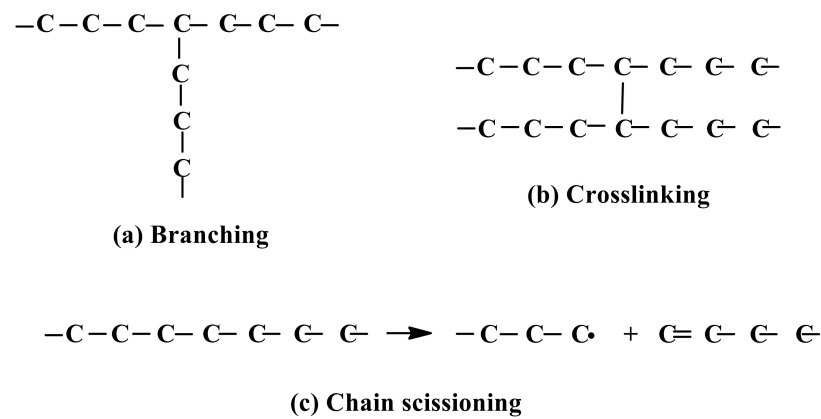 –C–C–C–C–C–C–C–
C
C
C
(a) Branching
–C–C–C–C–C–C–C–
–C–C–C–C–C–C–C–
(b) Crosslinking
–C–C–C–C–C–C–C– → –C–C–C• + C=C–C–C–
(c) Chain scissioning